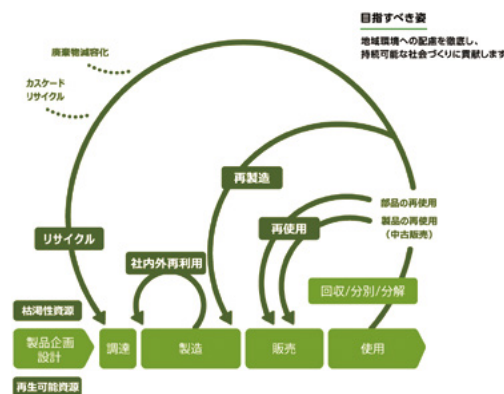 目指すべき姿
地域環境への配慮を徹底し、
持続可能な社会づくりに貢献します
廃棄物減容化
カスケード
リサイクル
再製造
部品の再使用
再使用
製品の再使用
(中古販売)
リサイクル
社内外再利用
回収/分別/分解
枯渇性資源
製品企画
設計
調達
製造
販売
使用
再生可能資源